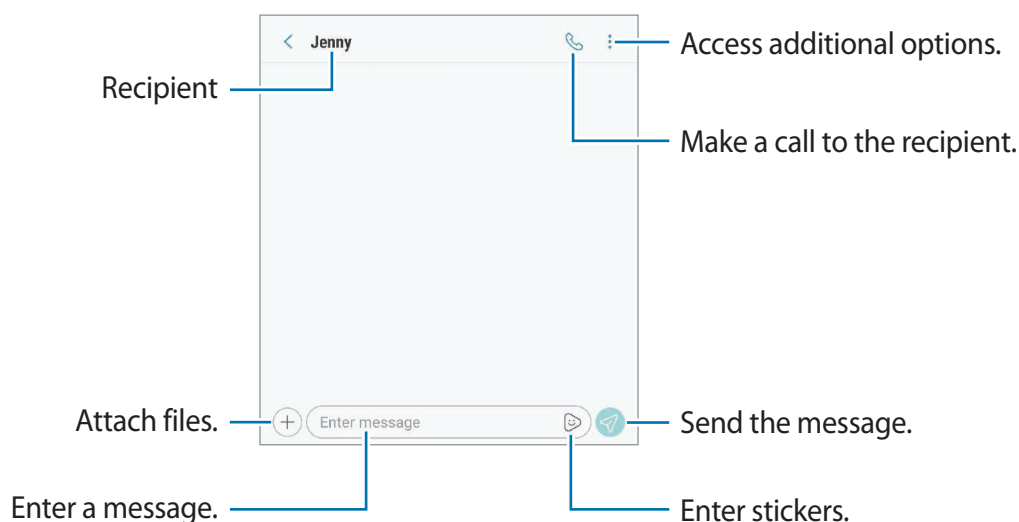 Jenny
Access additional options.
Recipient
Make a call to the recipient.
Attach files.
Enter message
Send the message.
Enter a message.
Enter stickers.